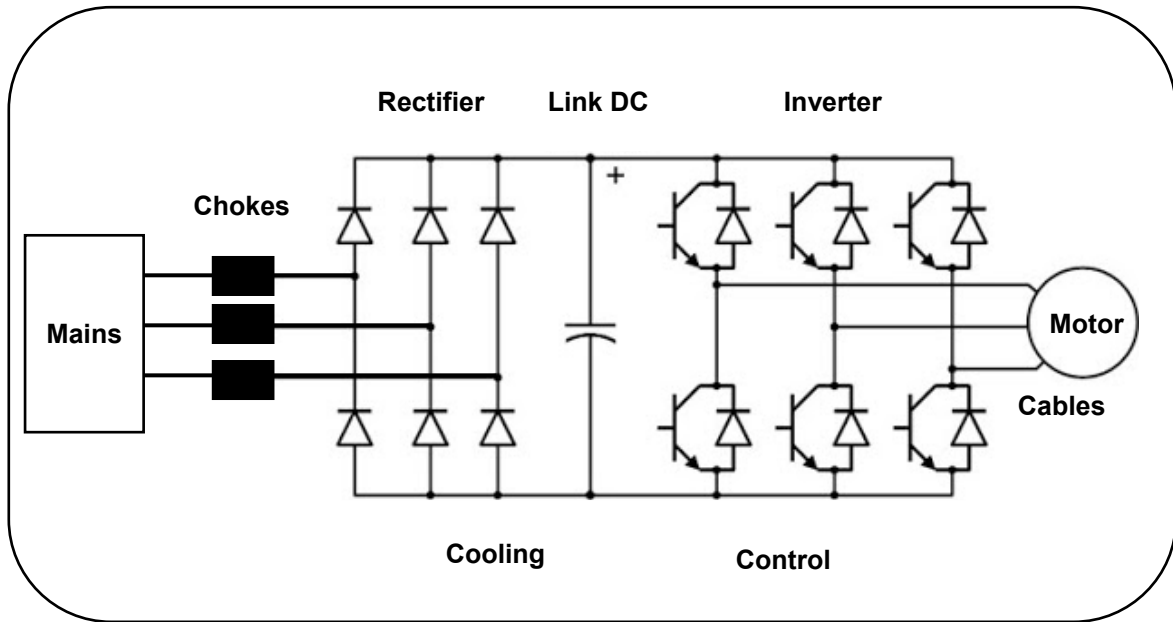 Rectifier
Link DC
Inverter
+
Chokes
Mains
Motor
Cables
Cooling
Control